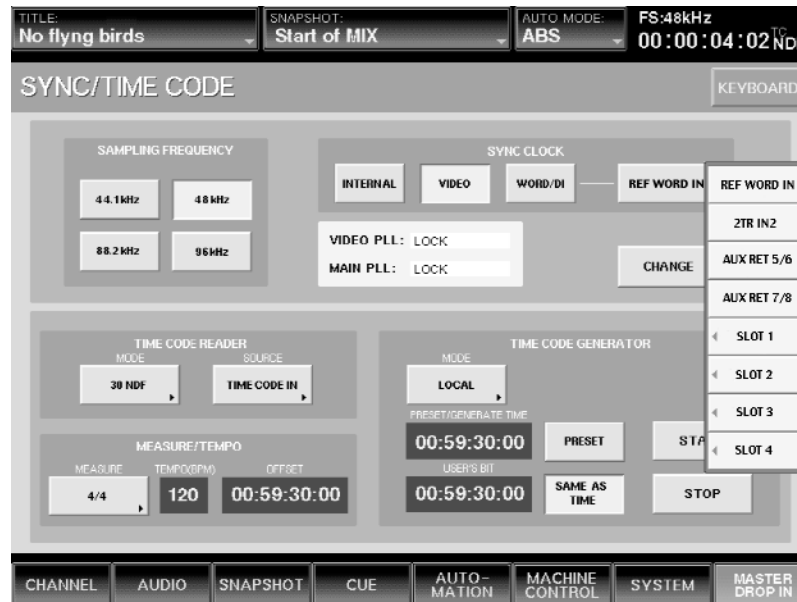 TITLE:
No flyng birds
SNAPSHOT:
Start of MIX
AUTO MODE:
ABS
FS:48kHz
00:00:04:02 TC ND
SYNC/TIME CODE
KEYBOARD
SAMPLING FREQUENCY
44.1kHz
48kHz
88.2kHz
96kHz
SYNC CLOCK
INTERNAL
VIDEO
WORD/DI
REF WORD IN
VIDEO PLL: LOCK
MAIN PLL: LOCK
CHANGE
REF WORD IN
2TR IN2
AUX RET 5/6
AUX RET 7/8
SLOT 1
SLOT 2
SLOT 3
SLOT 4
TIME CODE READER
MODE
30 NDF
SOURCE
TIME CODE IN
MEASURE/TEMPO
MEASURE
4/4
TEMPO(BPM)
120
OFFSET
00:59:30:00
TIME CODE GENERATOR
MODE
LOCAL
PRESET/GENERATE TIME
00:59:30:00
PRESET
STA
USER'S BIT
00:59:30:00
SAME AS
TIME
STOP
CHANNEL
AUDIO
SNAPSHOT
CUE
AUTO-
MATION
MACHINE
CONTROL
SYSTEM
MASTER
DROP IN